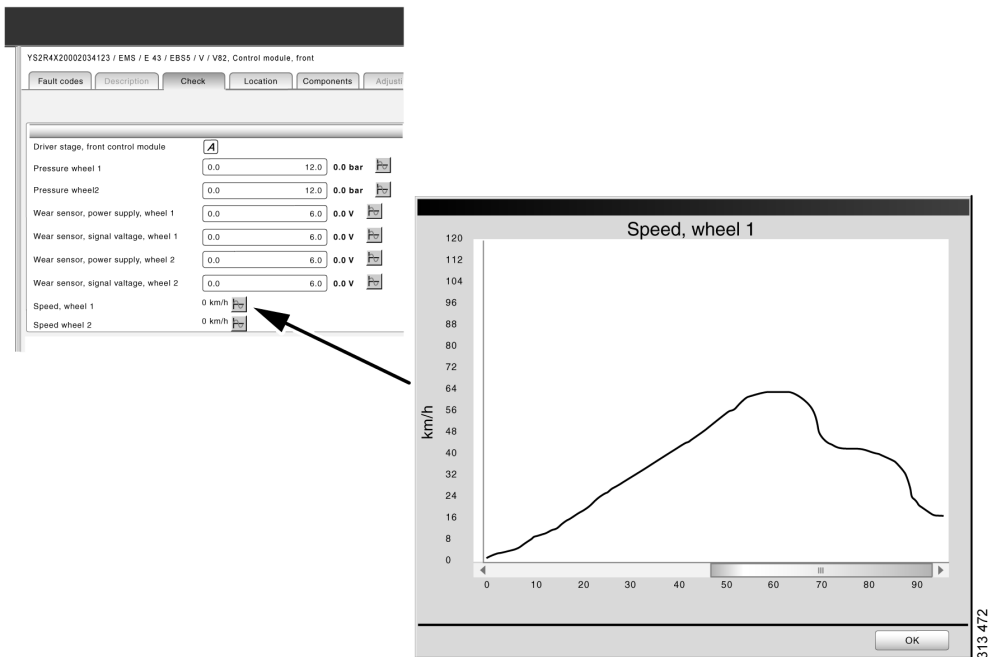 YS2R4X20002034123 / EMS / E 43 / EBS5 / V / V82, Control module, front
Fault codes Description Check Location Components Adjusti
Driver stage, front control module A
Pressure wheel 1 0.0 12.0 0.0 bar
Pressure wheel2 0.0 12.0 0.0 bar
Wear sensor, power supply, wheel 1 0.0 6.0 0.0 V
Wear sensor, signal valtage, wheel 1 0.0 6.0 0.0 V
Wear sensor, power supply, wheel 2 0.0 6.0 0.0 V
Wear sensor, signal valtage, wheel 2 0.0 6.0 0.0 V
Speed, wheel 1 0 km/h
Speed wheel 2 0 km/h
Speed, wheel 1
120
112
104
96
88
80
72
64
56
48
40
32
24
16
8
0
km/h
0 10 20 30 40 50 60 70 80 90
OK
313 472